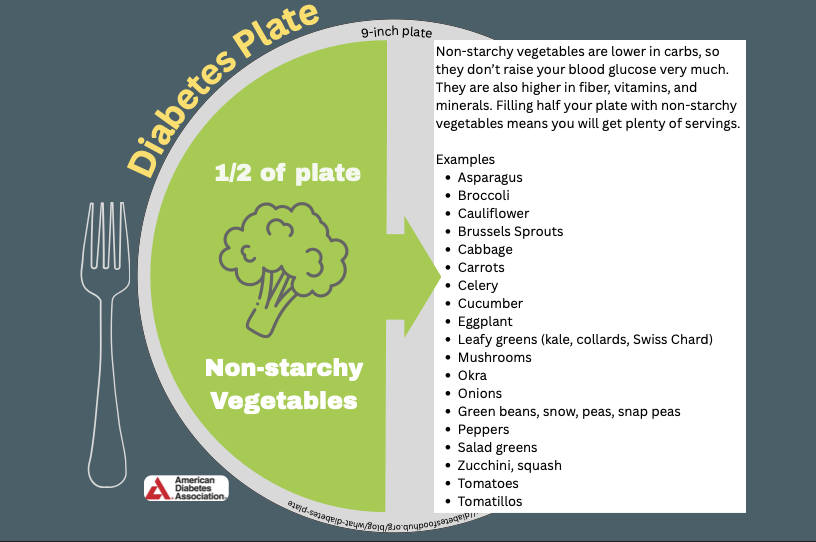 Diabetes Plate
9-inch plate
1/2 of plate
Non-starchy
Vegetables
Non-starchy vegetables are lower in carbs, so
they don't raise your blood glucose very much.
They are also higher in fiber, vitamins, and
minerals. Filling half your plate with non-starchy
vegetables means you will get plenty of servings.
Examples
• Asparagus
• Broccoli
• Cauliflower
• Brussels Sprouts
• Cabbage
• Carrots
• Celery
• Cucumber
• Eggplant
• Leafy greens (kale, collards, Swiss Chard)
• Mushrooms
• Okra
• Onions
• Green beans, snow, peas, snap peas
• Peppers
• Salad greens
• Zucchini, squash
• Tomatoes
• Tomatillos
American
Diabetes
Association®
//diabetesfoodhub.org/blog/what-diabetes-plate